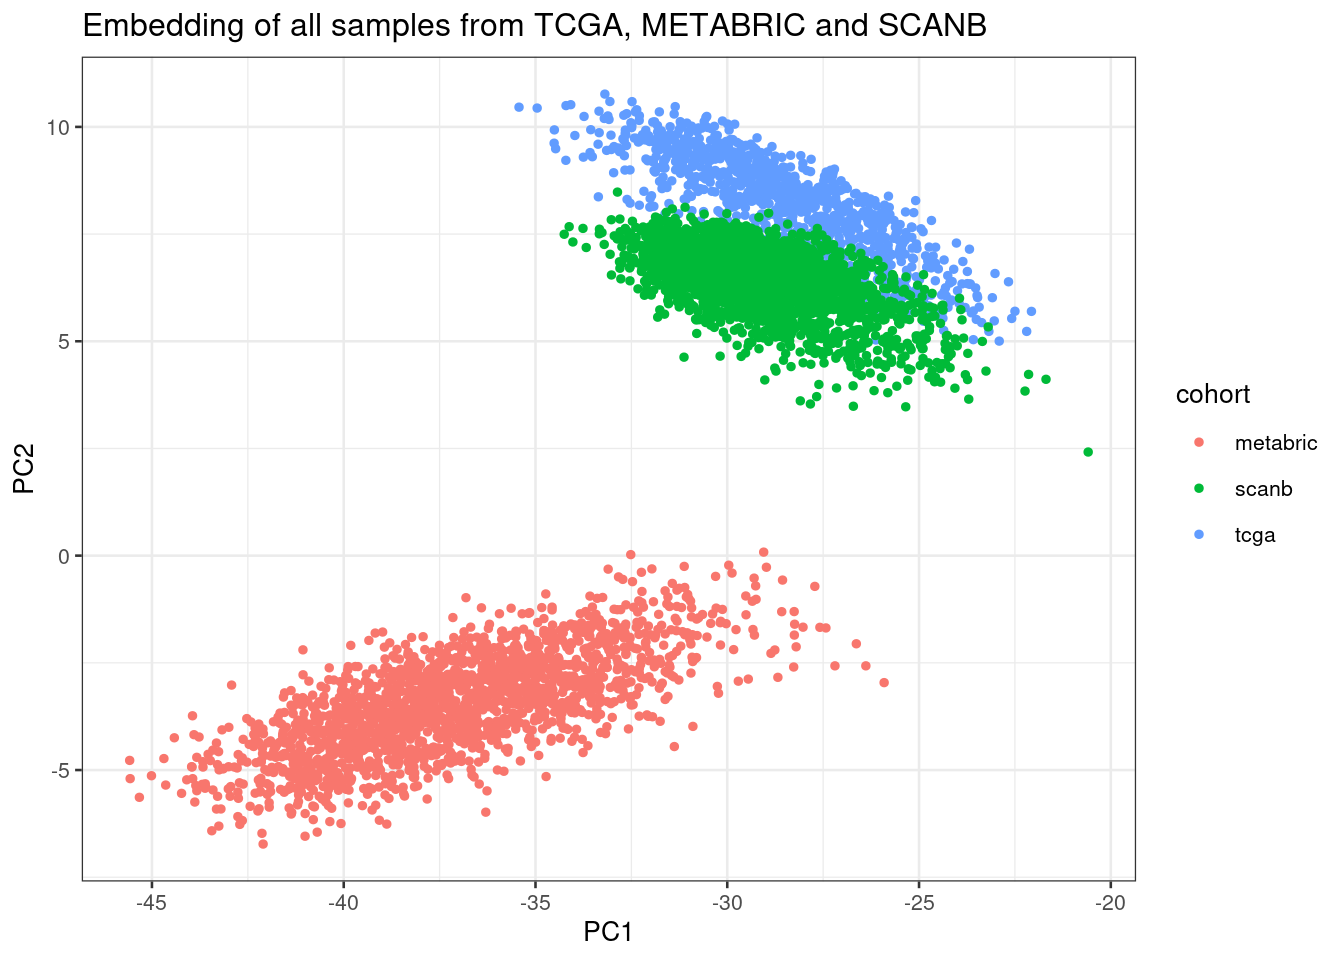 Embedding of all samples from TCGA, METABRIC and SCANB
10
5
0
-5
PC2
-45
-40
-35
-30
-25
-20
PC1
cohort
metabric
scanb
tcga